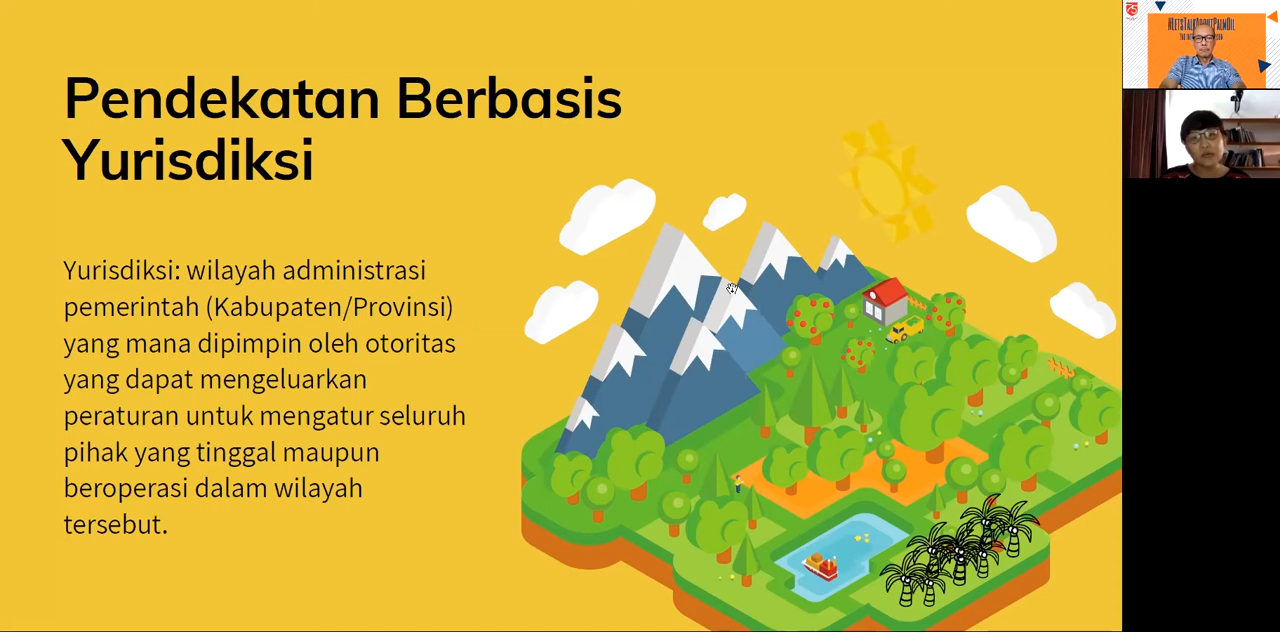 Pendekatan Berbasis
Yurisdiksi
Yurisdiksi: wilayah administrasi
pemerintah (Kabupaten/Provinsi)
yang mana dipimpin oleh otoritas
yang dapat mengeluarkan
peraturan untuk mengatur seluruh
pihak yang tinggal maupun
beroperasi dalam wilayah
tersebut.
#LETSTALKABOUTPALMOIL